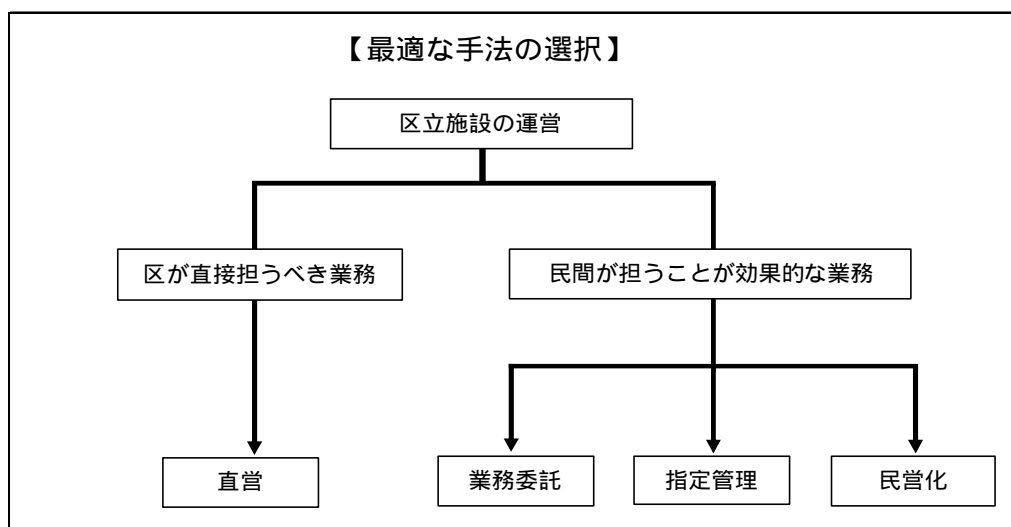 【最適な手法の選択】
区立施設の運営
区が直接担うべき業務
民間が担うことが効果的な業務
直営
業務委託
指定管理
民営化